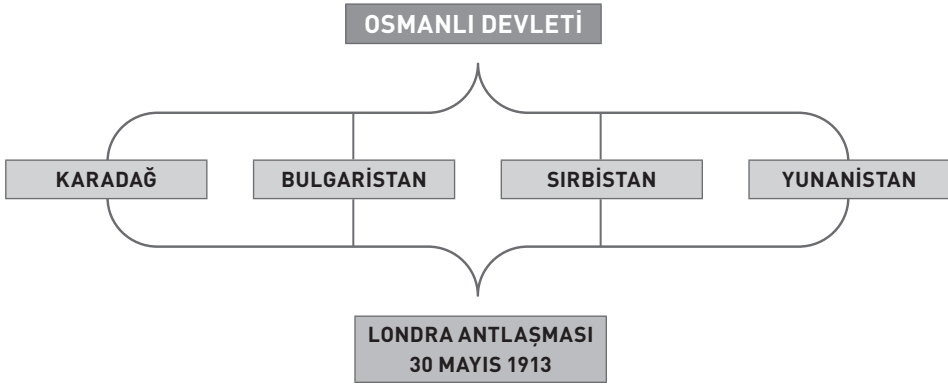 OSMANLI DEVLETİ
KARADAĞ
BULGARİSTAN
SIRBİSTAN
YUNANİSTAN
LONDRA ANTLAŞMASI
30 MAYIS 1913